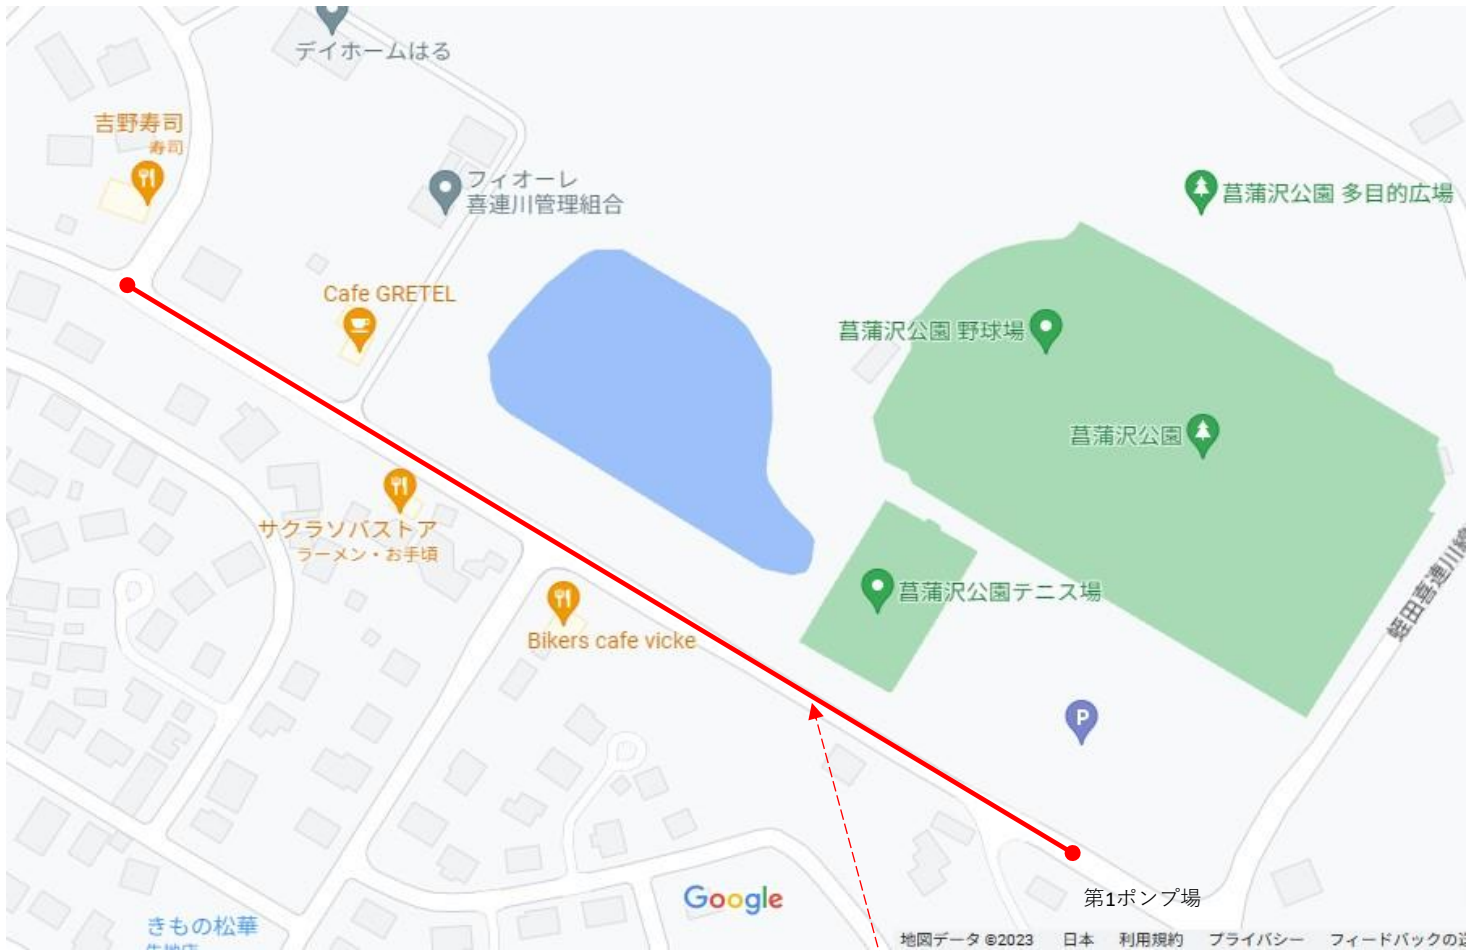 デイホームはる
吉野寿司
寿司
フィオーレ
喜連川管理組合
菖蒲沢公園 多目的広場
Cafe GRETEL
菖蒲沢公園 野球場
菖蒲沢公園
サクラソバストア
ラーメン・お手頃
菖蒲沢公園テニス場
蛭田喜連川線
Bikers cafe vicke
P
第1ポンプ場
Google
きもの松華
地図データ ©2023 日本 利用規約 プライバシー フィードバックの